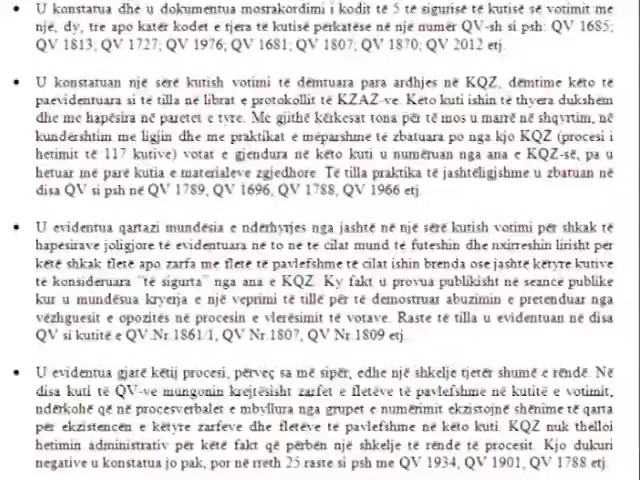 U konstatua dhe u dokumentua mosrakordimi i kodit të 5 të sigurisë të kutisë së votimit me
një, dy, tre apo katër kodet e tjera të kutisë përkatëse në një numër QV-sh si psh: QV 1685;
QV 1813; QV 1727; QV 1976; QV 1681; QV 1807; QV 1870; QV 2012 etj.
U konstatuan një sërë kutish votimi të dëmtuara para ardhjes në KQZ, dëmtime këto të
paevidentuara si të tilla në librat e protokollit të KZAZ-ve. Këto kuti ishin të thyera dukshëm
dhe me hapësira në paretet e tyre. Me gjithë kërkesat tona për të mos u marrë në shqyrtim, në
kundërshtim me ligjin dhe me praktikat e mëparshme të zbatuara po nga kjo KQZ (procesi i
hetimit të 117 kutive) votat e gjendura në këto kuti u numëruan nga ana e KQZ-së, pa u
hetuar më parë kutia e materialeve zgjedhore. Të tilla praktika të jashtëligjshme u zbatuan në
disa QV si psh në QV 1789, QV 1696, QV 1788, QV 1966 etj.
U evidentua qartazi mundësia e ndërhyrjes nga jashtë në një sërë kutish votimi për shkak të
hapësirave joligjore të evidentuara në to në të cilat mund të futeshin dhe nxirreshin lirisht për
këtë shkak fletë apo zarfa me fletë të pavlefshme të cilat ishin brenda ose jashtë këtyre kutive
të konsideruara "të sigurta" nga ana e KQZ. Ky fakt u provua publikisht në seancë publike
kur u mundësua kryerja e një veprimi të tillë për të demostruar abuzimin e pretenduar nga
vëzhguesit e opozitës në procesin e vlerësimit të votave. Raste të tilla u evidentuan në disa
QV si kutitë e QV.Nr.1861/1, QV Nr.1807, QV Nr.1809 etj.
U evidentua gjatë këtij procesi, përveç sa më sipër, edhe një shkelje tjetër shumë e rëndë. Në
disa kuti të QV-ve mungonin krejtësisht zarfet e fletëve të pavlefshme në kutitë e votimit,
ndërkohë që në procesverbalet e mbyllura nga grupet e numërimit ekzistojnë shënime të qarta
për ekzistencën e këtyre zarfeve dhe fletëve të pavlefshme në këto kuti. KQZ nuk thelloi
hetimin administrativ për këtë fakt që përbën një shkelje të rëndë të procesit. Kjo dukuri
negative u konstatua jo pak, por në rreth 25 raste si psh me QV 1934, QV 1901, QV 1788 etj.